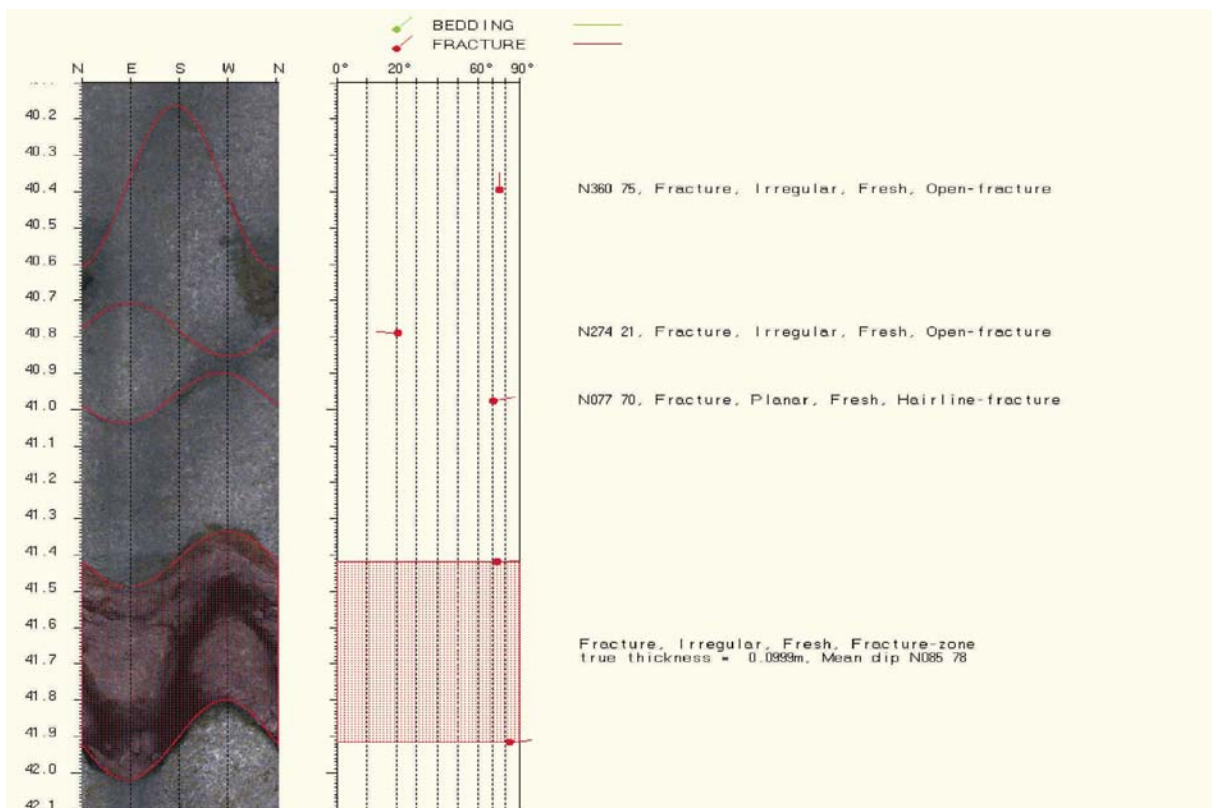 BEDDING
FRACTURE
N E S W N 0° 20° 60° 90°
40.2
40.3
40.4 N360 75, Fracture, Irregular, Fresh, Open-fracture
40.5
40.6
40.7
40.8 N274 21, Fracture, Irregular, Fresh, Open-fracture
40.9
41.0 N077 70, Fracture, Planar, Fresh, Hairline-fracture
41.1
41.2
41.3
41.4
41.5
41.6
Fracture, Irregular, Fresh, Fracture-zone
41.7 true thickness = 0.0999m, Mean dip N085 78
41.8
41.9
42.0
42.1